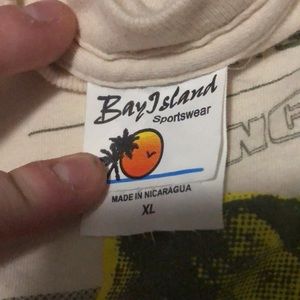 Bay Island
Sportswear
MADE IN NICARAGUA
XL